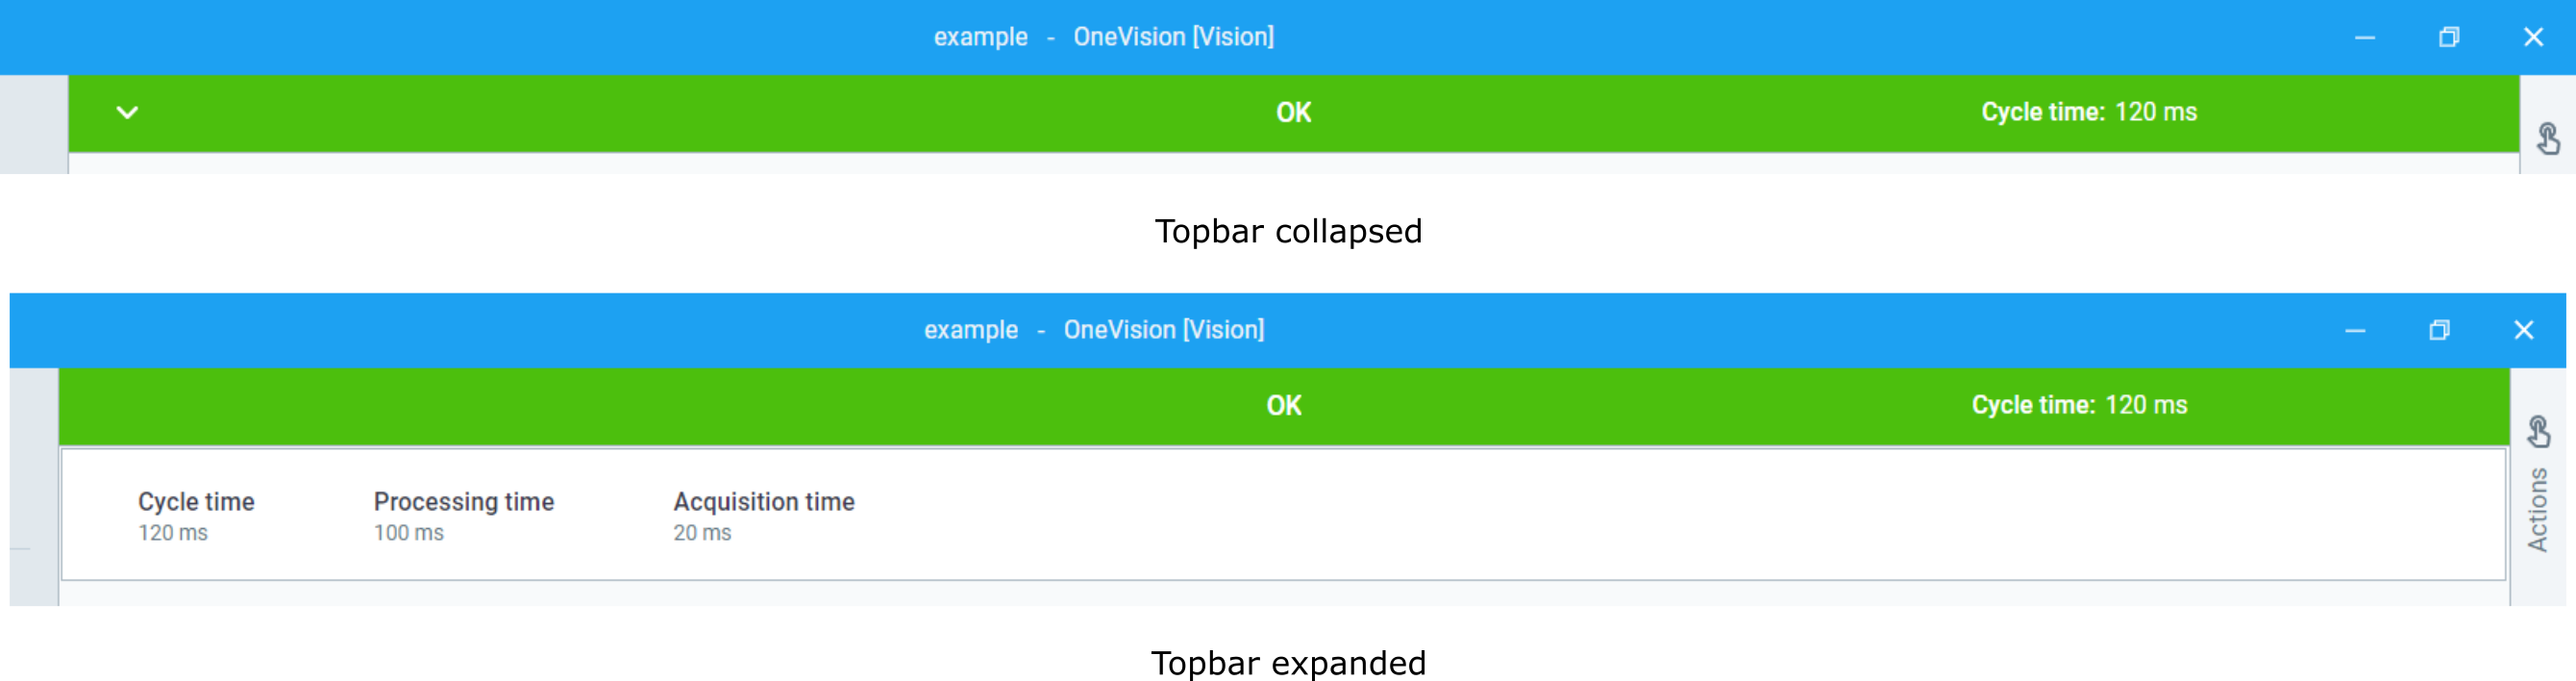 example - OneVision [Vision]
OK Cycle time: 120 ms
Topbar collapsed
example - OneVision [Vision]
OK Cycle time: 120 ms
Cycle time Processing time Acquisition time
120 ms 100 ms 20 ms
Actions
Topbar expanded